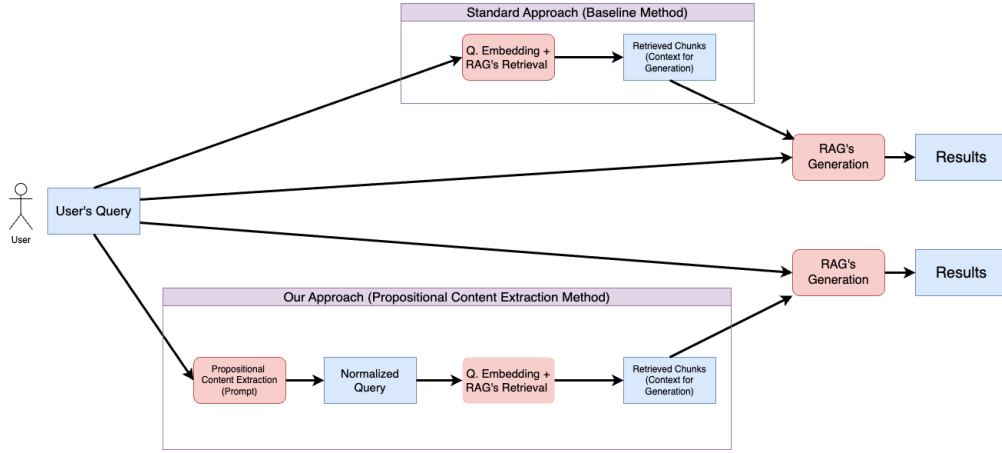 Standard Approach (Baseline Method)
Q. Embedding +
RAG's Retrieval
Retrieved Chunks
(Context for
Generation)
RAG's
Generation
Results
User
User's Query
RAG's
Generation
Results
Our Approach (Propositional Content Extraction Method)
Propositional
Content Extraction
(Prompt)
Normalized
Query
Q. Embedding +
RAG's Retrieval
Retrieved Chunks
(Context for
Generation)